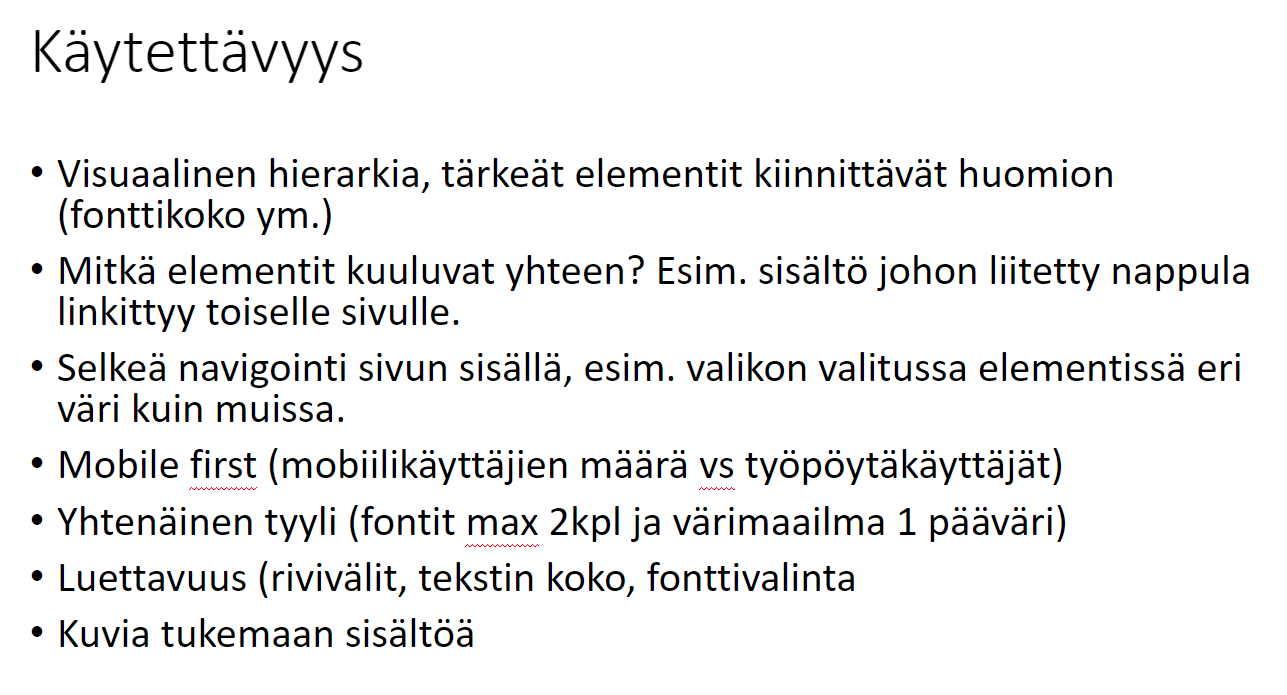 Käytettävyys
• Visuaalinen hierarkia, tärkeät elementit kiinnittävät huomion
(fonttikoko ym.)
• Mitkä elementit kuuluvat yhteen? Esim. sisältö johon liitetty nappula
linkittyy toiselle sivulle.
• Selkeä navigointi sivun sisällä, esim. valikon valitussa elementissä eri
väri kuin muissa.
• Mobile first (mobiilikäyttäjien määrä vs työpöytäkäyttäjät)
• Yhtenäinen tyyli (fontit max 2kpl ja värimaailma 1 pääväri)
• Luettavuus (rivivälit, tekstin koko, fonttivalinta
• Kuvia tukemaan sisältöä